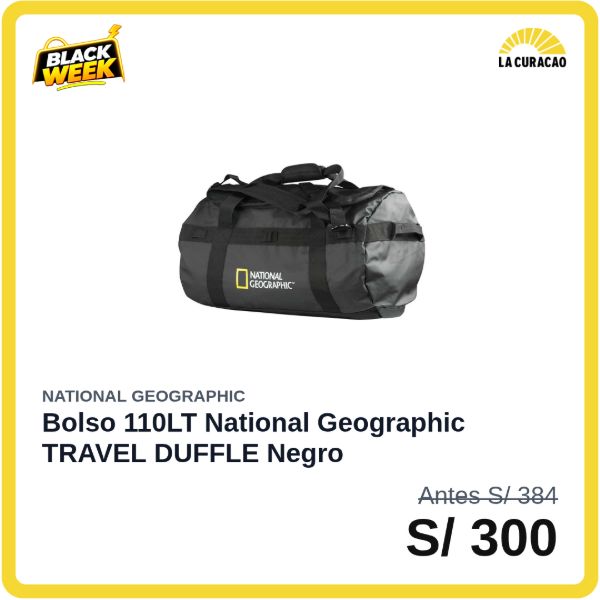 BLACK
WEEK
LA CURACAO
NATIONAL
GEOGRAPHIC
NATIONAL GEOGRAPHIC
Bolso 110LT National Geographic
TRAVEL DUFFLE Negro
Antes S/ 384
S/ 300